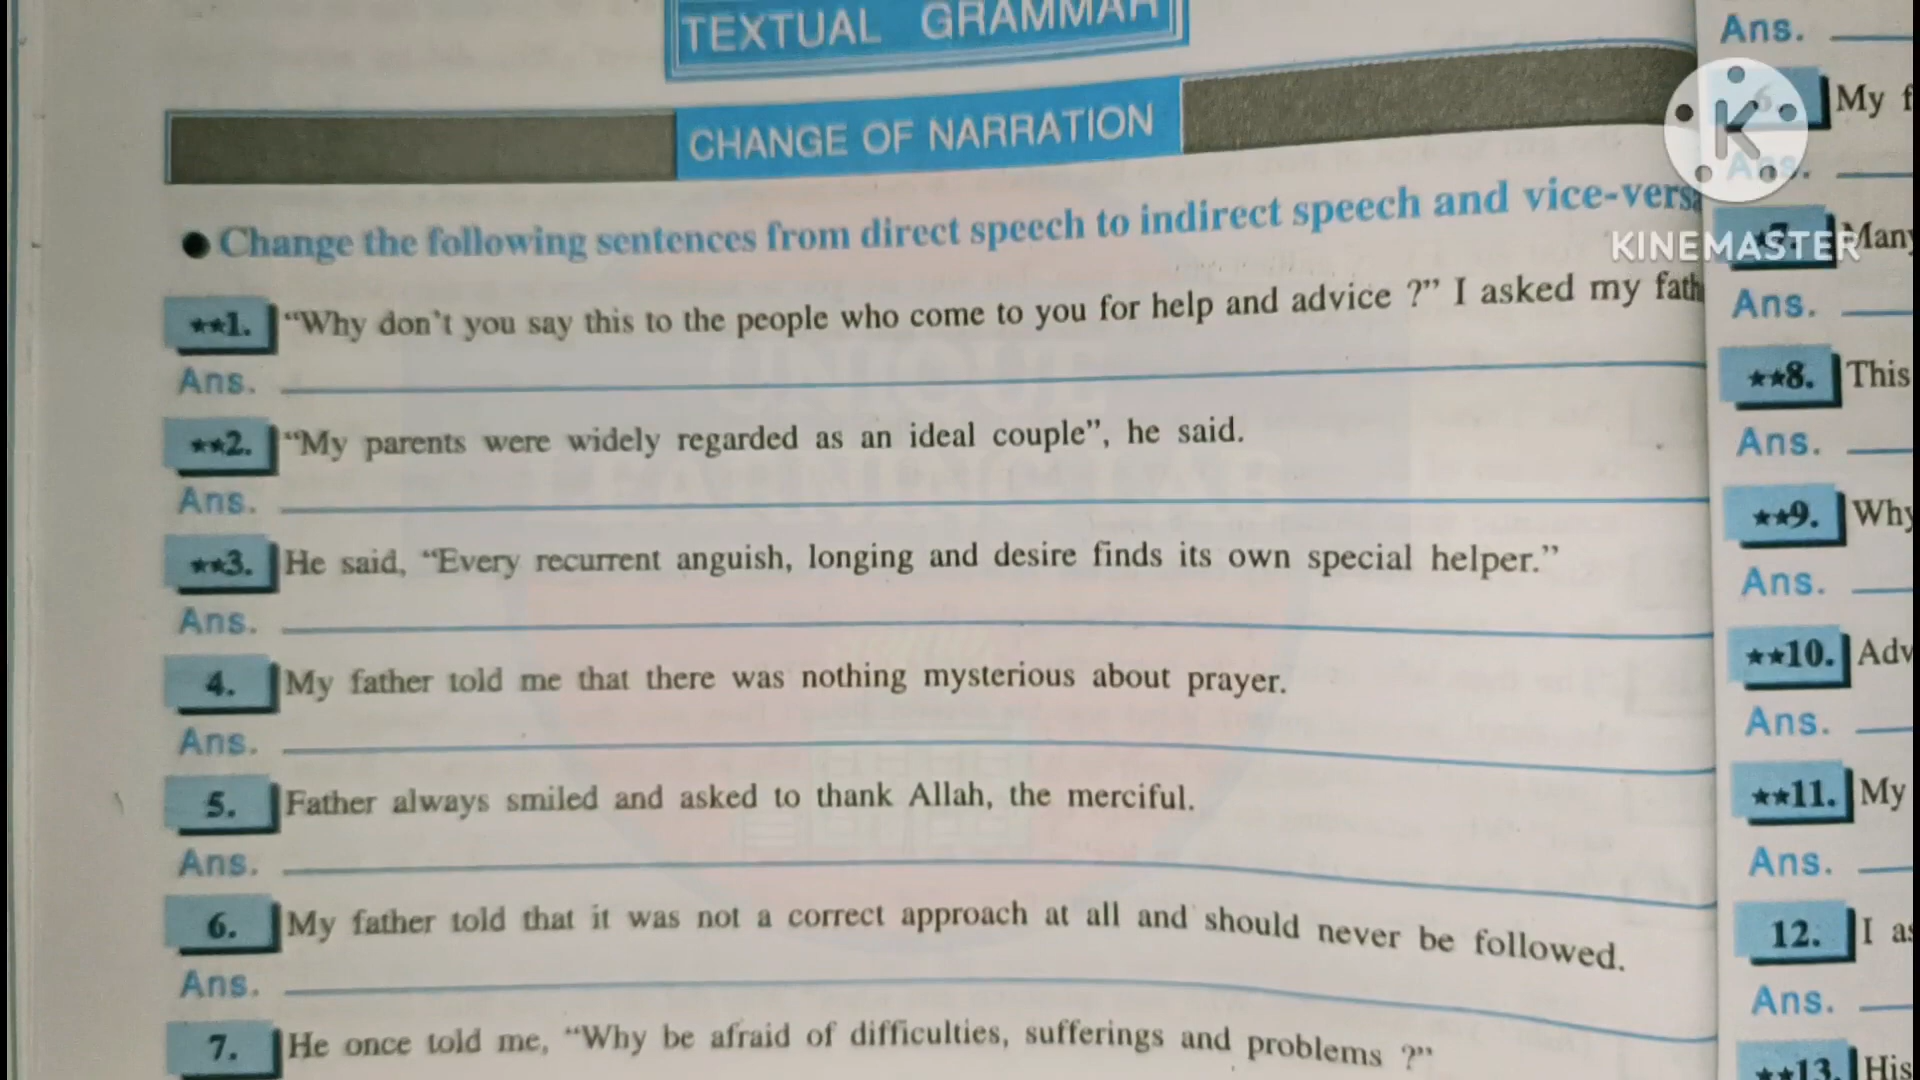 TEXTUAL GRAMMAR
CHANGE OF NARRATION
● Change the following sentences from direct speech to indirect speech and
★★1. “Why don't you say this to the people who come to you for help and advice ?” I asked my
Ans.
★★2. “My parents were widely regarded as an ideal couple”, he said.
Ans.
★★3. He said, “Every recurrent anguish, longing and desire finds its own special helper.”
Ans.
4. My father told me that there was nothing mysterious about prayer.
Ans.
5. Father always smiled and asked to thank Allah, the merciful.
Ans.
6. My father told that it was not a correct approach at all and should never be followed.
Ans.
7. He once told me, “Why be afraid of difficulties, sufferings and problems ?”
Ans.
6. My
Ans.
KINEMASTER
Ans.
★★8. This
Ans.
★★9. Why
Ans.
★★10.
Ans.
★★11. My
Ans.
12. I
Ans.
★★13. His